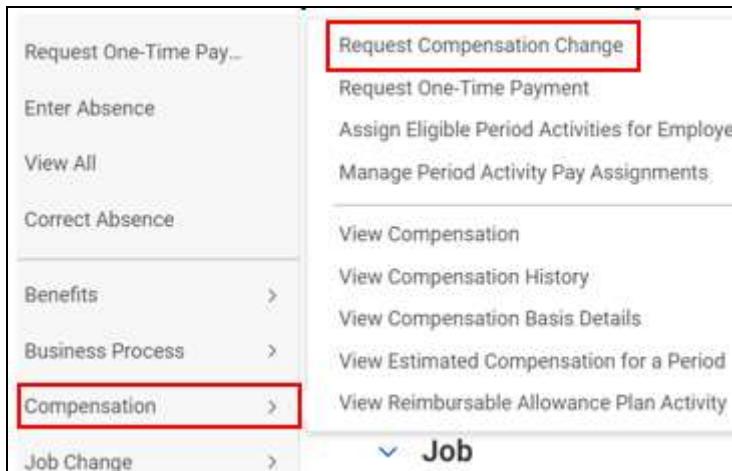 Request One-Time Pay...
Enter Absence
View All
Correct Absence
Benefits >
Business Process >
Compensation >
Job Change >
Request Compensation Change
Request One-Time Payment
Assign Eligible Period Activities for Employe
Manage Period Activity Pay Assignments
View Compensation
View Compensation History
View Compensation Basis Details
View Estimated Compensation for a Period
View Reimbursable Allowance Plan Activity
Job